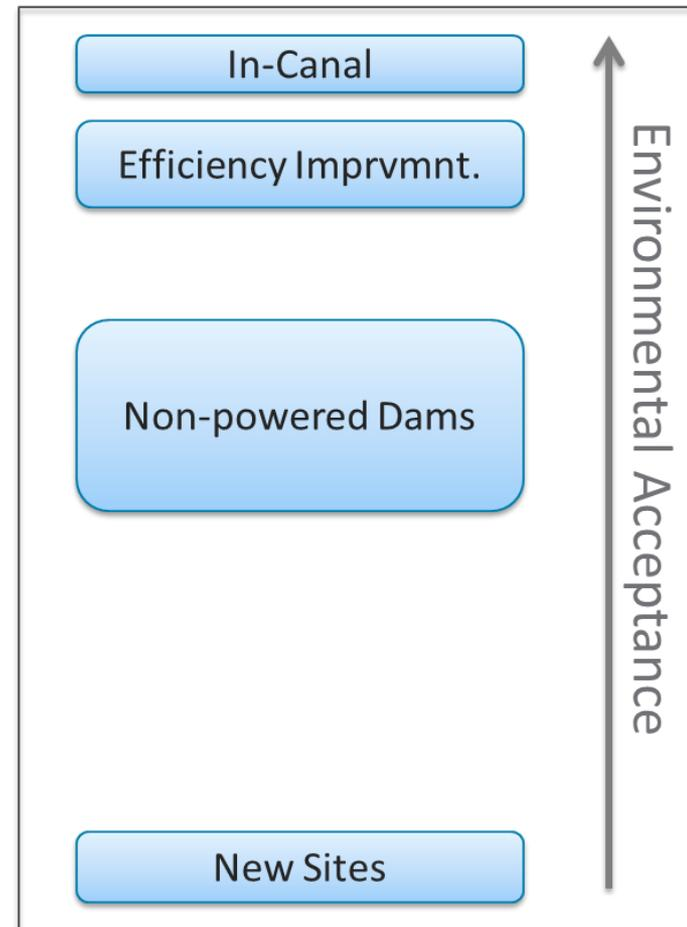 In-Canal
Efficiency Imprvmnt.
Non-powered Dams
New Sites
Environmental Acceptance